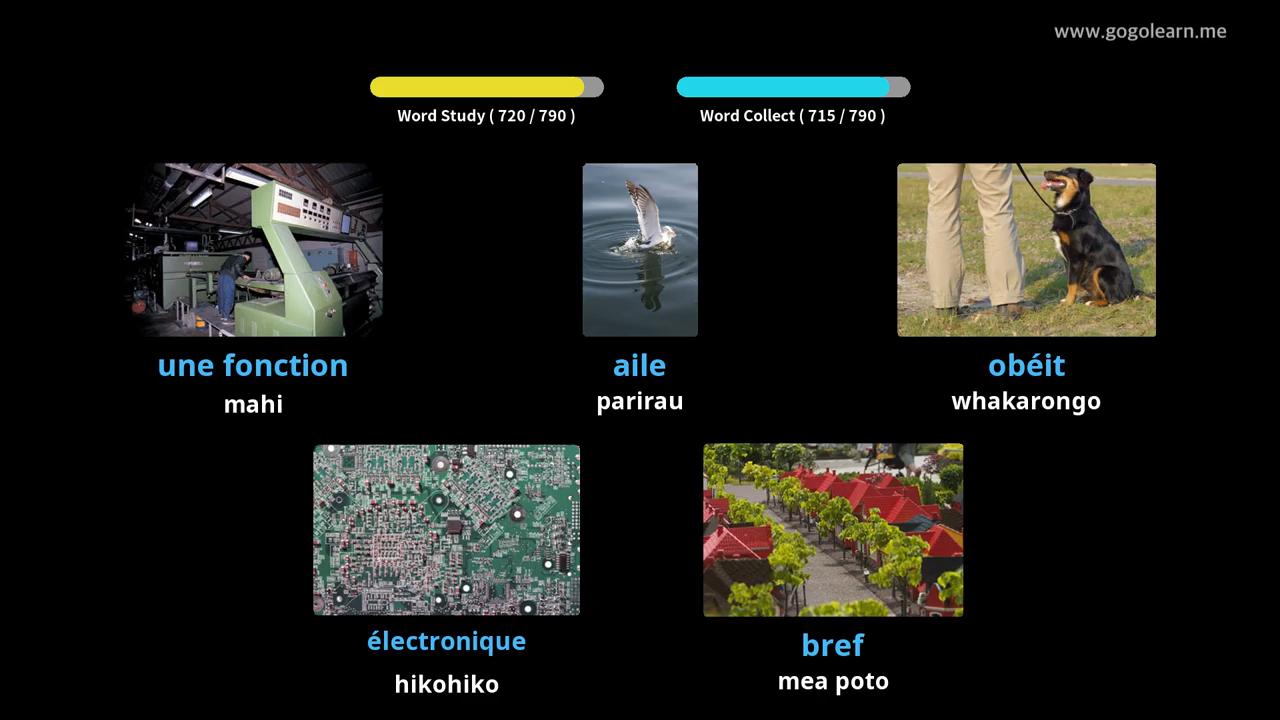 www.gogolearn.me
Word Study ( 720 / 790 )
Word Collect ( 715 / 790 )
une fonction
mahi
aile
parirau
obéit
whakarongo
électronique
hikohiko
bref
mea poto